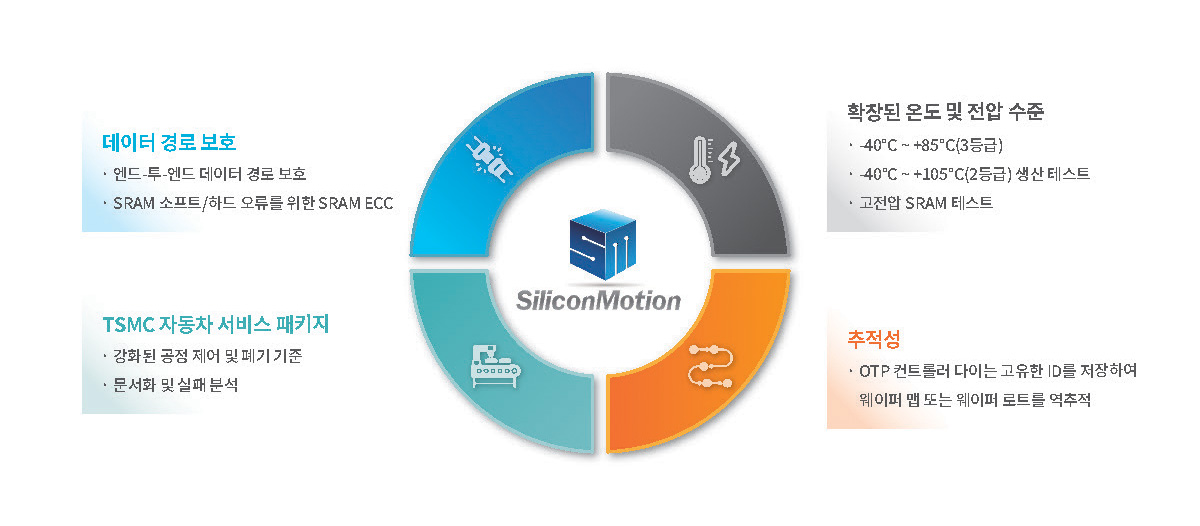 데이터 경로 보호
· 엔드-투-엔드 데이터 경로 보호
· SRAM 소프트/하드 오류를 위한 SRAM ECC
확장된 온도 및 전압 수준
· -40°C ~ +85°C(3등급)
· -40°C ~ +105°C(2등급) 생산 테스트
· 고전압 SRAM 테스트
SiliconMotion
TSMC 자동차 서비스 패키지
· 강화된 공정 제어 및 폐기 기준
· 문서화 및 실패 분석
추적성
· OTP 컨트롤러 다이는 고유한 ID를 저장하여
웨이퍼 맵 또는 웨이퍼 로트를 역추적